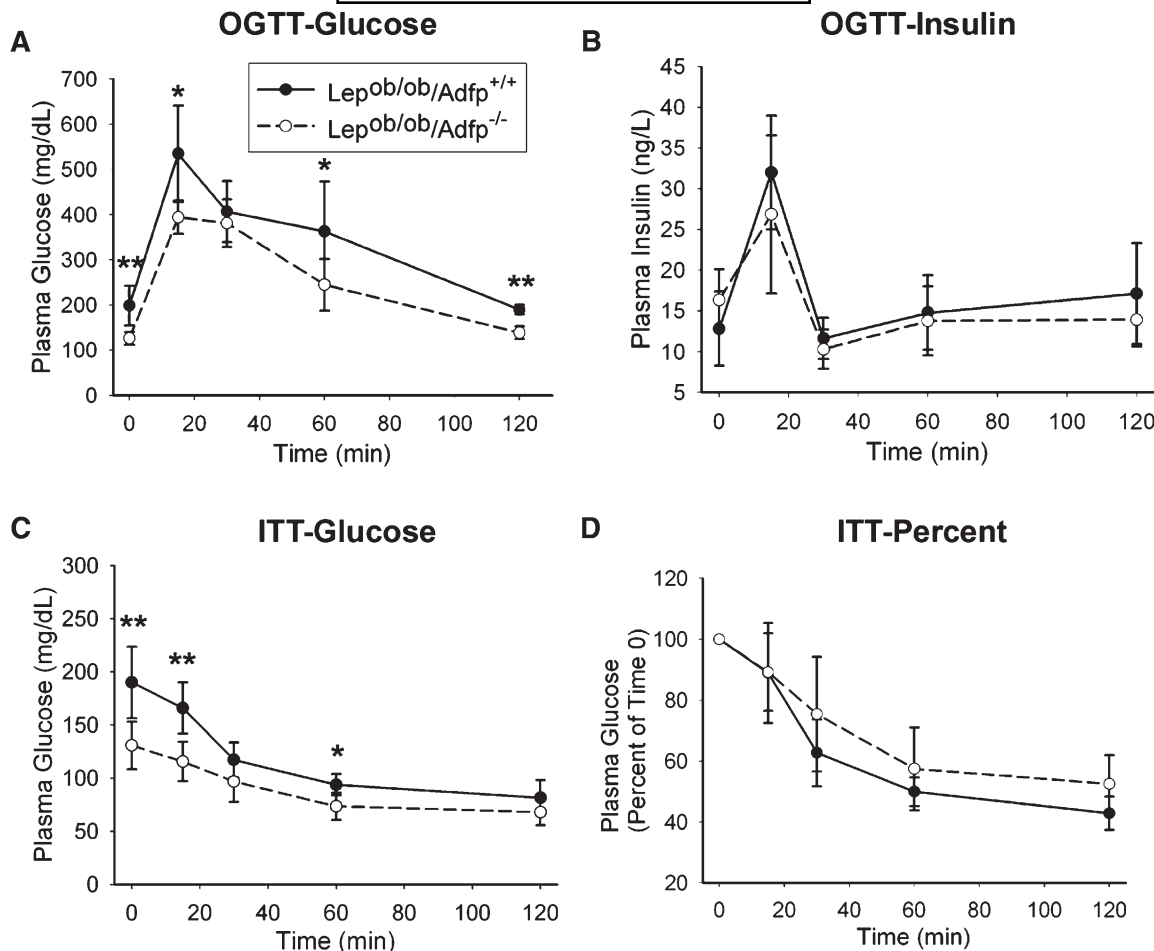 OGTT-Glucose
A
700
600
500
400
300
200
100
0
Plasma Glucose (mg/dL)
Lep^ob/ob/Adfp^+/+
Lep^ob/ob/Adfp^-/-
*
*
**
**
0 20 40 60 80 100 120
Time (min)
OGTT-Insulin
B
45
40
35
30
25
20
15
10
5
Plasma Insulin (ng/L)
0 20 40 60 80 100 120
Time (min)
ITT-Glucose
C
300
250
200
150
100
50
0
Plasma Glucose (mg/dL)
**
**
*
0 20 40 60 80 100 120
Time (min)
ITT-Percent
D
120
100
80
60
40
20
Plasma Glucose
(Percent of Time 0)
0 20 40 60 80 100 120
Time (min)